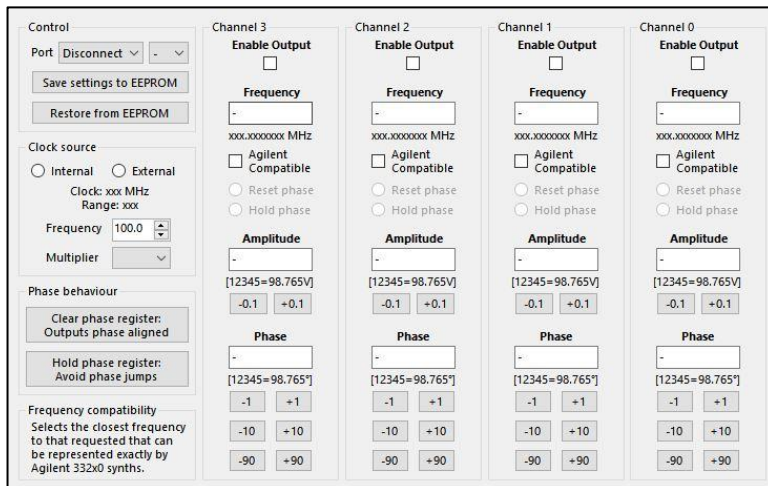 Control
Port Disconnect -
Save settings to EEPROM
Restore from EEPROM
Clock source
Internal External
Clock: xxx MHz
Range: xxx
Frequency 100.0
Multiplier
Phase behaviour
Clear phase register:
Outputs phase aligned
Hold phase register:
Avoid phase jumps
Frequency compatibility
Selects the closest frequency
to that requested that can
be represented exactly by
Agilent 332x0 synths.
Channel 3
Enable Output
Frequency
-
xxx.xxxxxxx MHz
Agilent
Compatible
Reset phase
Hold phase
Amplitude
-
[12345=98.765V]
-0.1 +0.1
Phase
-
[12345=98.765°]
-1 +1
-10 +10
-90 +90
Channel 2
Enable Output
Frequency
-
xxx.xxxxxxx MHz
Agilent
Compatible
Reset phase
Hold phase
Amplitude
-
[12345=98.765V]
-0.1 +0.1
Phase
-
[12345=98.765°]
-1 +1
-10 +10
-90 +90
Channel 1
Enable Output
Frequency
-
xxx.xxxxxxx MHz
Agilent
Compatible
Reset phase
Hold phase
Amplitude
-
[12345=98.765V]
-0.1 +0.1
Phase
-
[12345=98.765°]
-1 +1
-10 +10
-90 +90
Channel 0
Enable Output
Frequency
-
xxx.xxxxxxx MHz
Agilent
Compatible
Reset phase
Hold phase
Amplitude
-
[12345=98.765V]
-0.1 +0.1
Phase
-
[12345=98.765°]
-1 +1
-10 +10
-90 +90